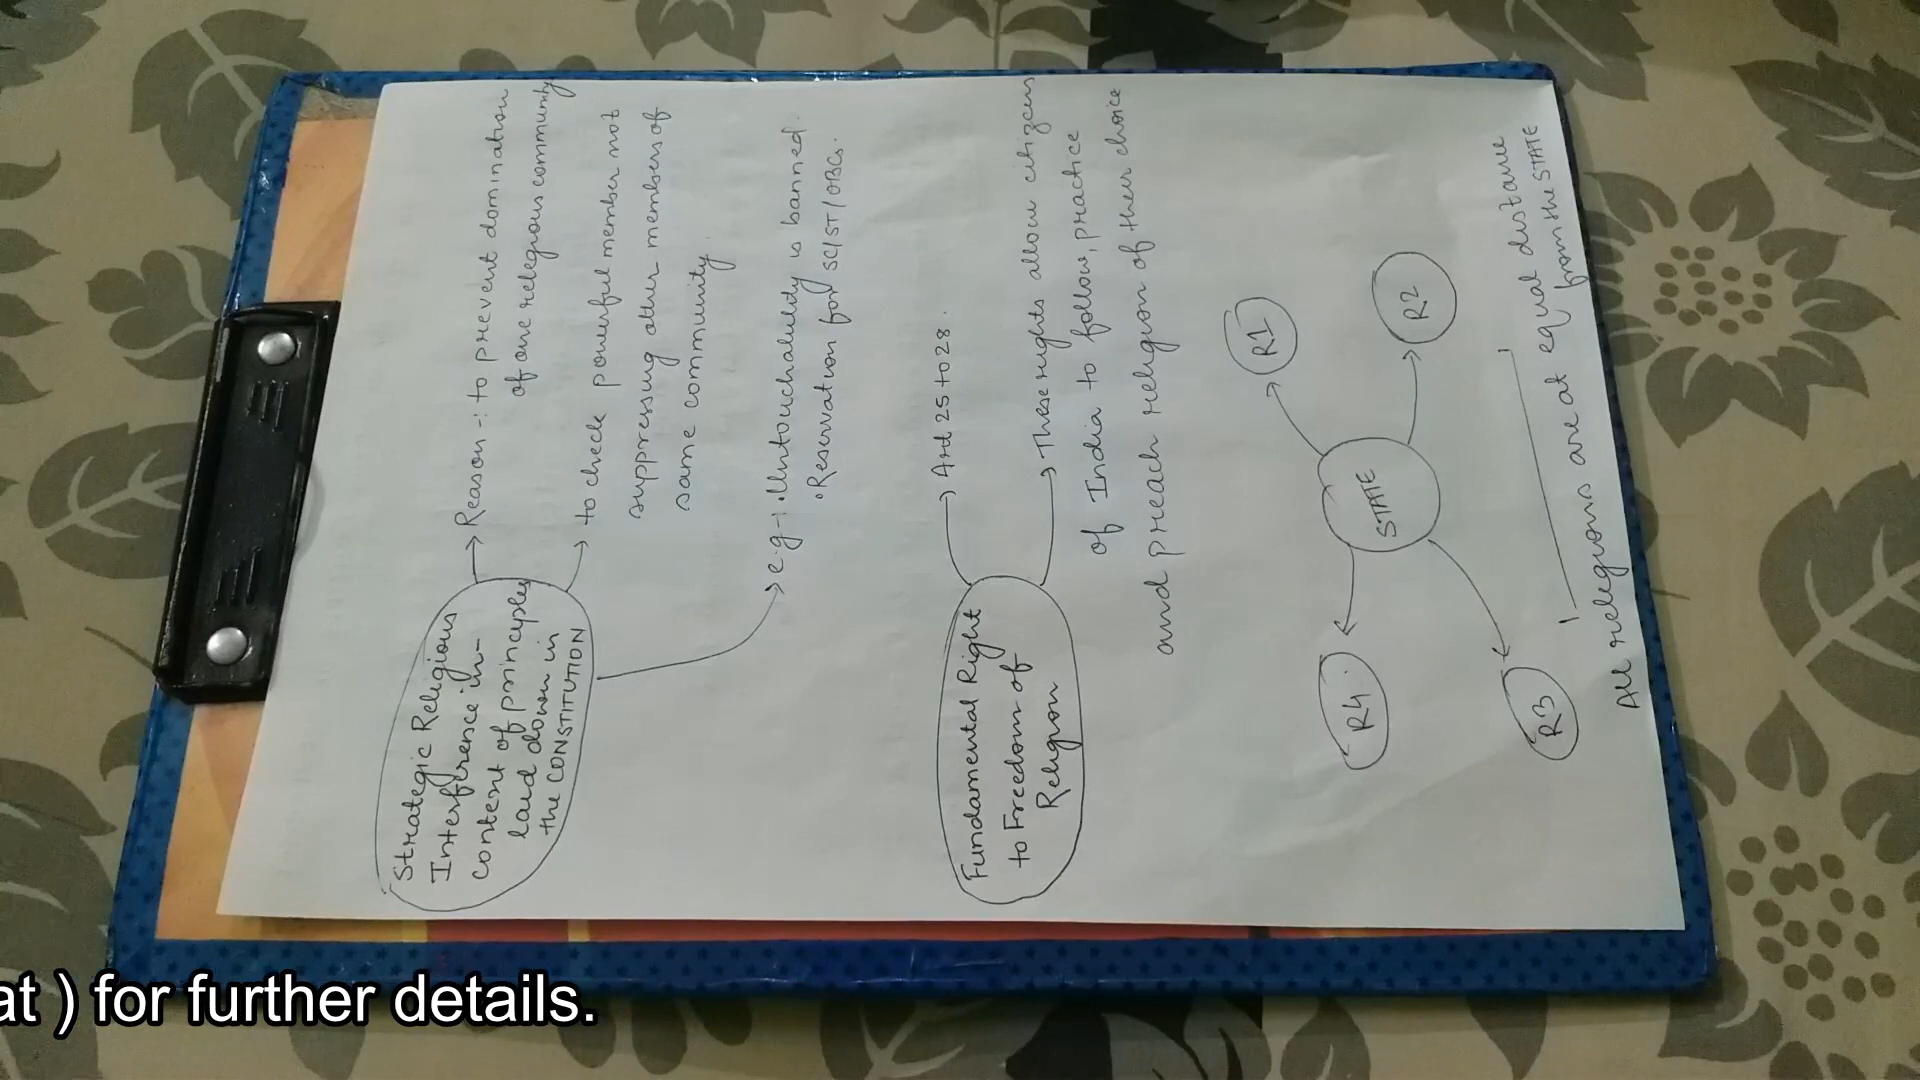 Strategic Religious
Interference in-
context of principles
laid down in
the CONSTITUTION
Reason -: to prevent domination
of one religious community
to check powerful member not
suppressing other members of
same community.
e.g -: • Untouchability is banned.
• Reservation for SC/ST/OBCs.
Fundamental Right
to Freedom of
Religion
Art 25 to 28.
These rights allow citizens
of India to follow, practice
and preach religion of their choice
R1
R2
STATE
R4.
R3
All religions are at equal distance
from the STATE
at ) for further details.